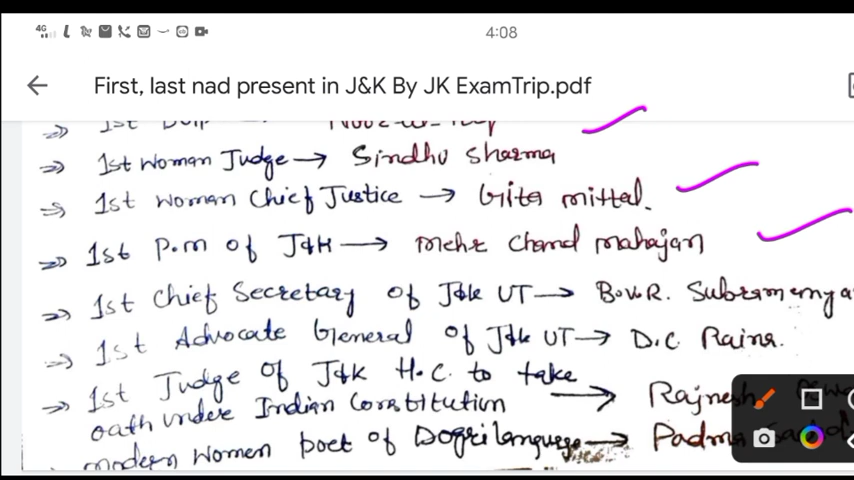 4G 4:08
First, last nad present in J&K By JK ExamTrip.pdf
1st
=> 1st Woman Judge → Sindhu Sharma
=> 1st Woman Chief Justice → Gita mittal.
=> 1st P.m of J&K → mehr Chand mahajan
=> 1st Chief Secretary of J&K UT → B.V.R. Subramanya
=> 1st Advocate General of J&K UT → D.C Raina.
=> 1st Judge of J&K H.C. to take
oath under Indian Constitution → Rajnesh
modern women poet of Dogri language → Padma